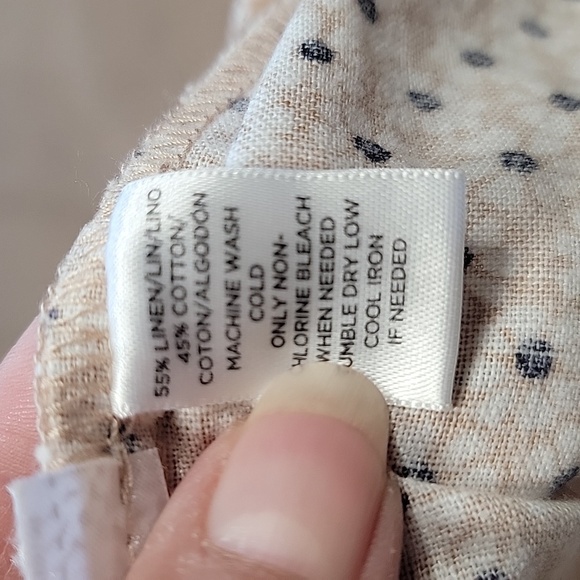 55% LINEN/LIN/LINO
45% COTTON/
COTON/ALGODÓN
MACHINE WASH
COLD
ONLY NON-
HLORINE BLEACH
WHEN NEEDED
UMBLE DRY LOW
COOL IRON
IF NEEDED